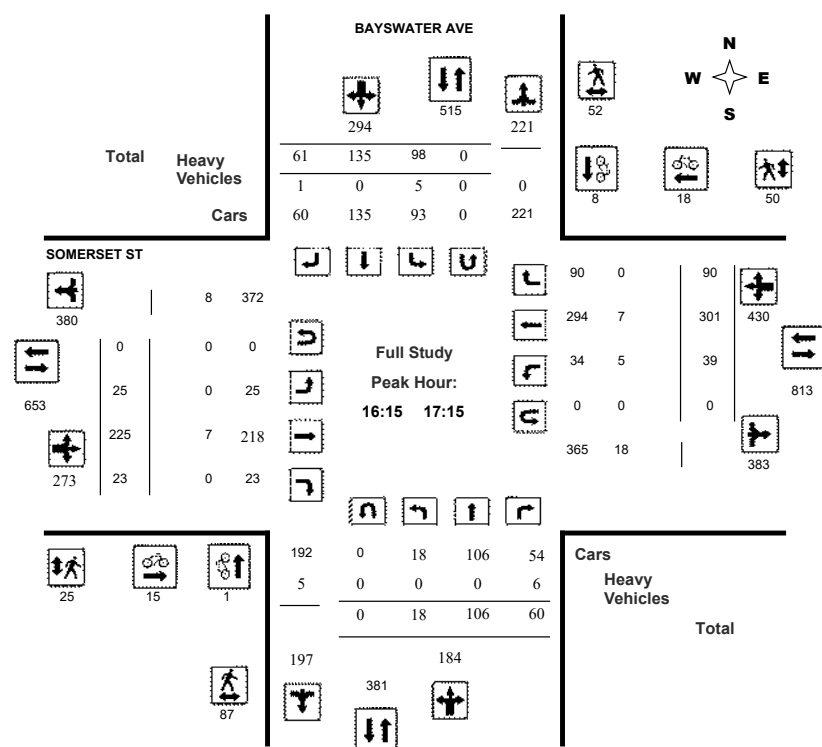 BAYSWATER AVE
N
W E
S
294
515
221
52
Total
Heavy
Vehicles
Cars
61 135 98 0
1 0 5 0 0
60 135 93 0 221
8 18 50
SOMERSET ST
380
8 372
653
0 0 0
25 0 25
225 7 218
273
23 0 23
Full Study
Peak Hour:
16:15 17:15
90 0 90
294 7 301
430
34 5 39
813
0 0 0
365 18
383
25 15 1
87
192 0 18 106 54
5 0 0 0 6
0 18 106 60
197
184
381
Cars
Heavy
Vehicles
Total